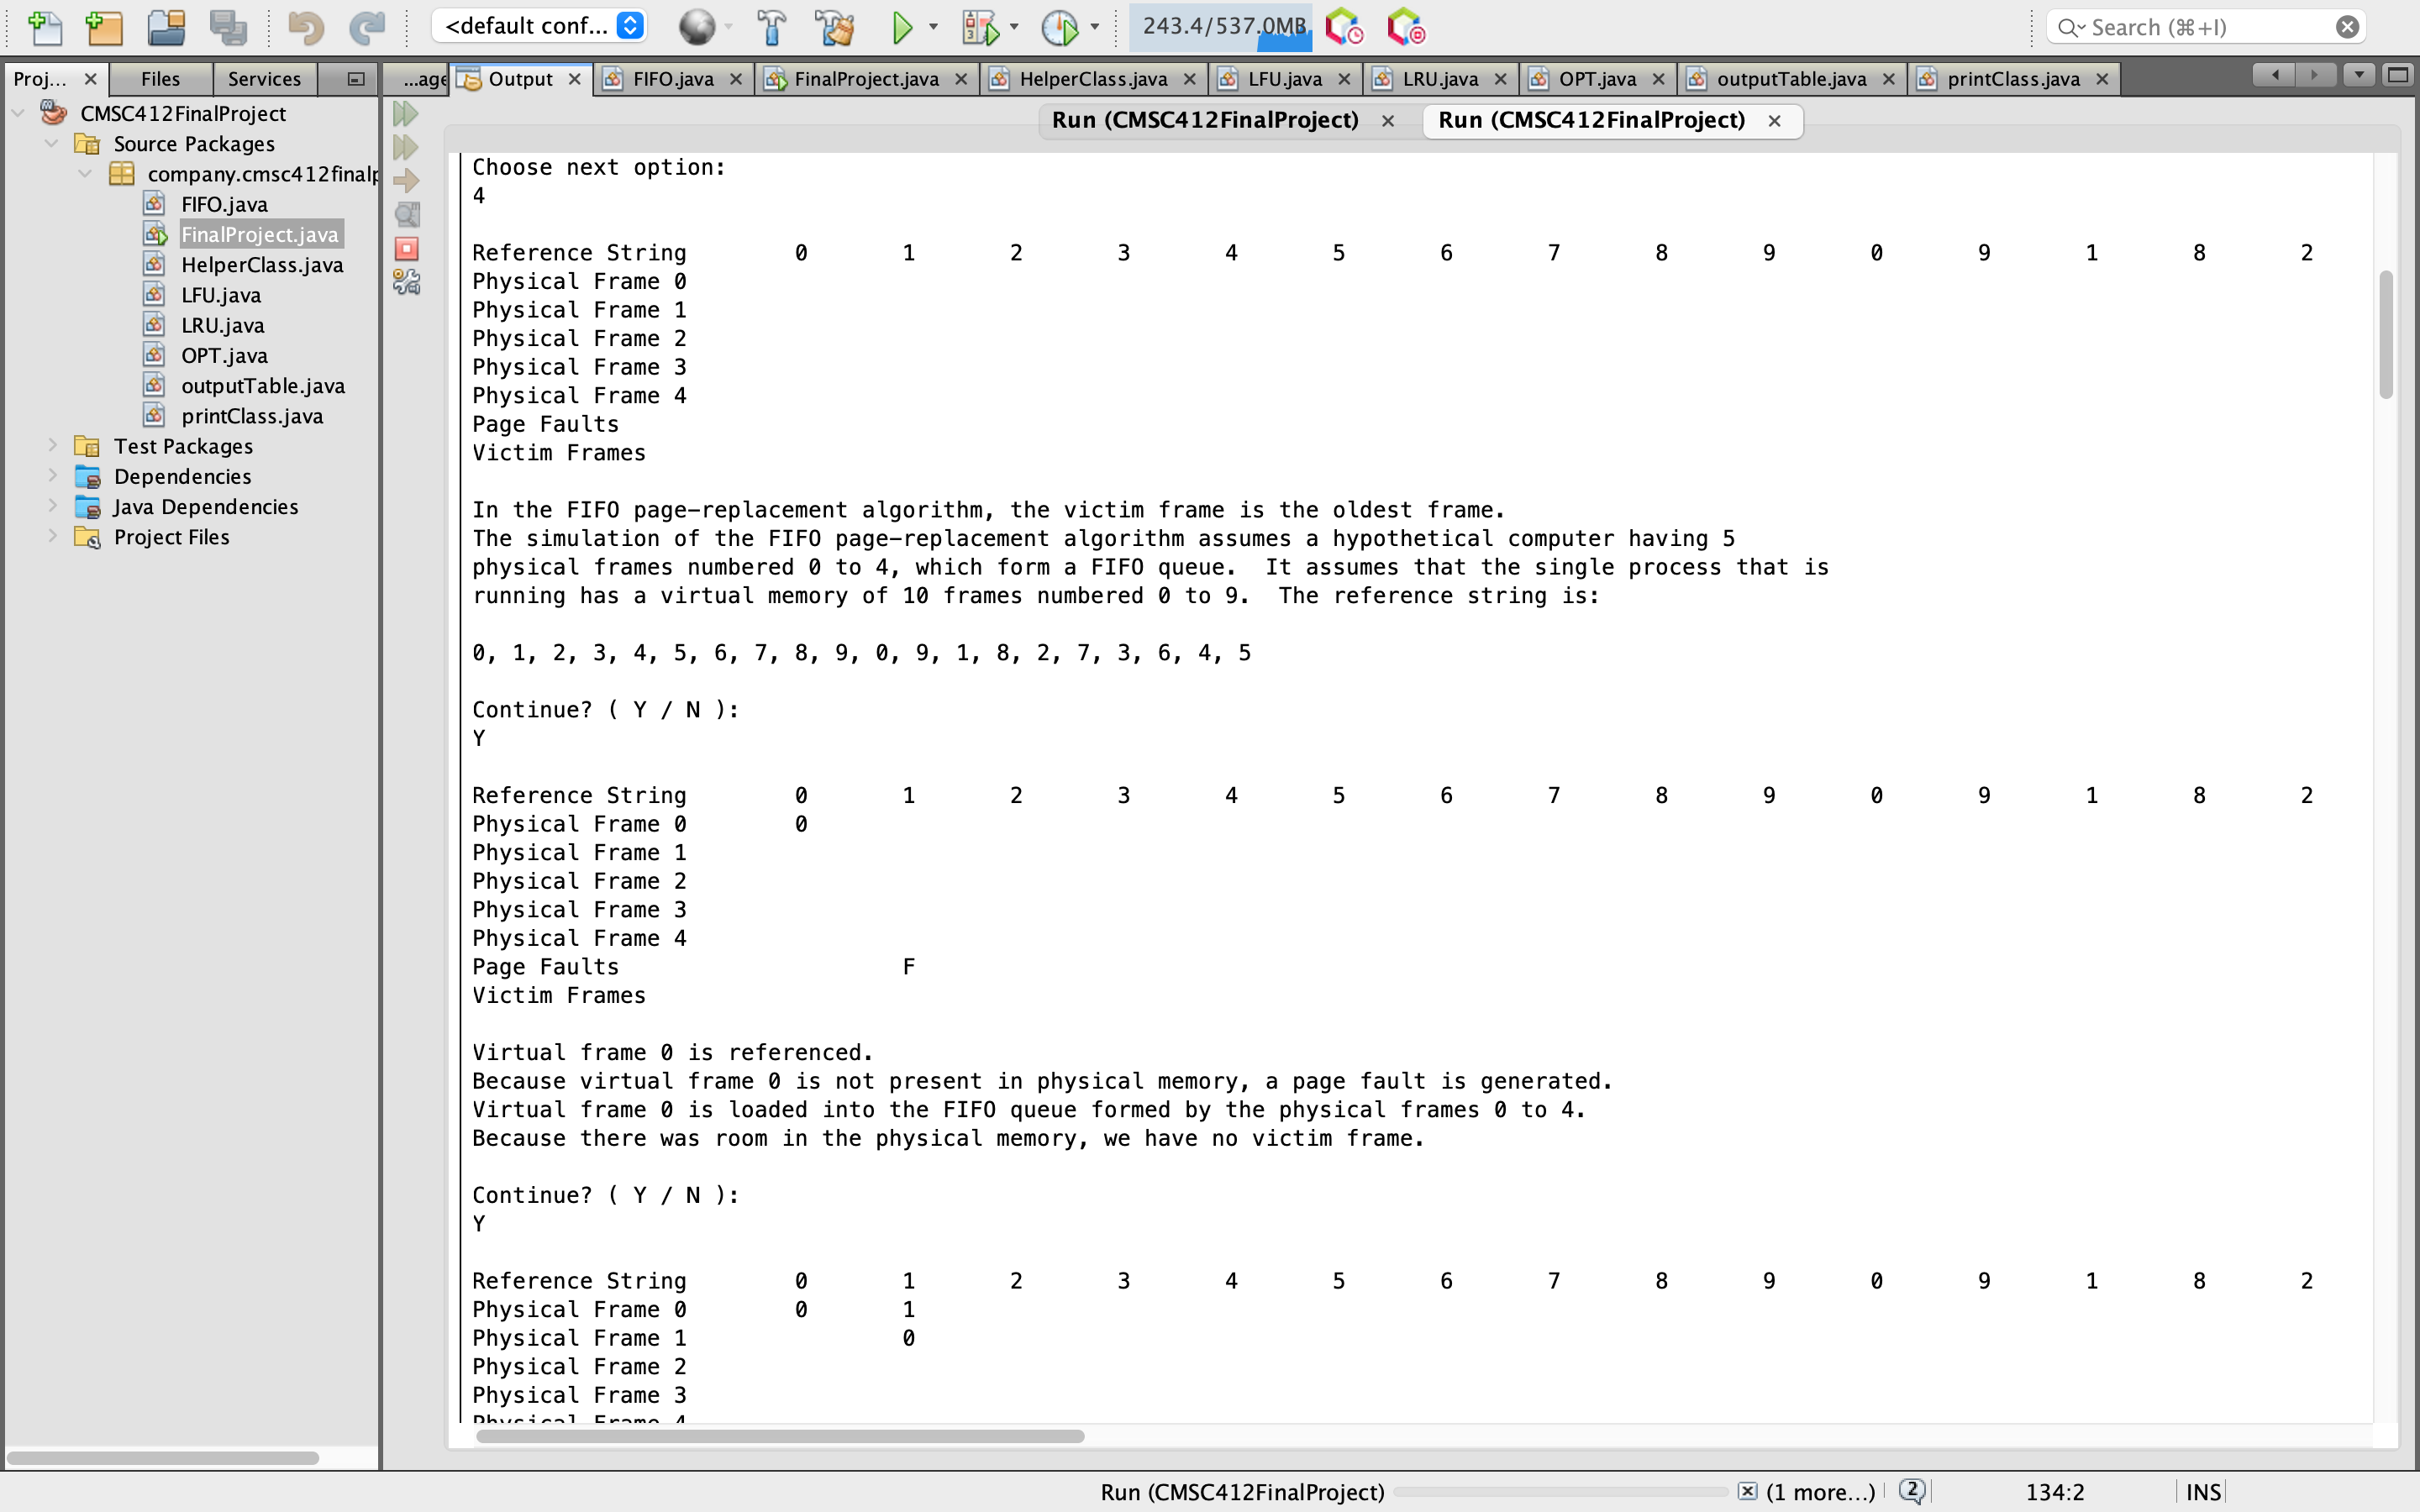 <default conf...
243.4/537.0MB
Search (⌘+I)
Proj...
Files
Services
...age
Output
FIFO.java
FinalProject.java
HelperClass.java
LFU.java
LRU.java
OPT.java
outputTable.java
printClass.java
CMSC412FinalProject
Source Packages
company.cmsc412finalp
FIFO.java
FinalProject.java
HelperClass.java
LFU.java
LRU.java
OPT.java
outputTable.java
printClass.java
Test Packages
Dependencies
Java Dependencies
Project Files
Run (CMSC412FinalProject)
Run (CMSC412FinalProject)
Choose next option:
4
Reference String 0 1 2 3 4 5 6 7 8 9 0 9 1 8 2
Physical Frame 0
Physical Frame 1
Physical Frame 2
Physical Frame 3
Physical Frame 4
Page Faults
Victim Frames
In the FIFO page-replacement algorithm, the victim frame is the oldest frame.
The simulation of the FIFO page-replacement algorithm assumes a hypothetical computer having 5
physical frames numbered 0 to 4, which form a FIFO queue.  It assumes that the single process that is
running has a virtual memory of 10 frames numbered 0 to 9.  The reference string is:
0, 1, 2, 3, 4, 5, 6, 7, 8, 9, 0, 9, 1, 8, 2, 7, 3, 6, 4, 5
Continue? ( Y / N ):
Y
Reference String 0 1 2 3 4 5 6 7 8 9 0 9 1 8 2
Physical Frame 0 0
Physical Frame 1
Physical Frame 2
Physical Frame 3
Physical Frame 4
Page Faults F
Victim Frames
Virtual frame 0 is referenced.
Because virtual frame 0 is not present in physical memory, a page fault is generated.
Virtual frame 0 is loaded into the FIFO queue formed by the physical frames 0 to 4.
Because there was room in the physical memory, we have no victim frame.
Continue? ( Y / N ):
Y
Reference String 0 1 2 3 4 5 6 7 8 9 0 9 1 8 2
Physical Frame 0 0 1
Physical Frame 1 0
Physical Frame 2
Physical Frame 3
Physical Frame 4
Run (CMSC412FinalProject)
(1 more...)
2
134:2
INS